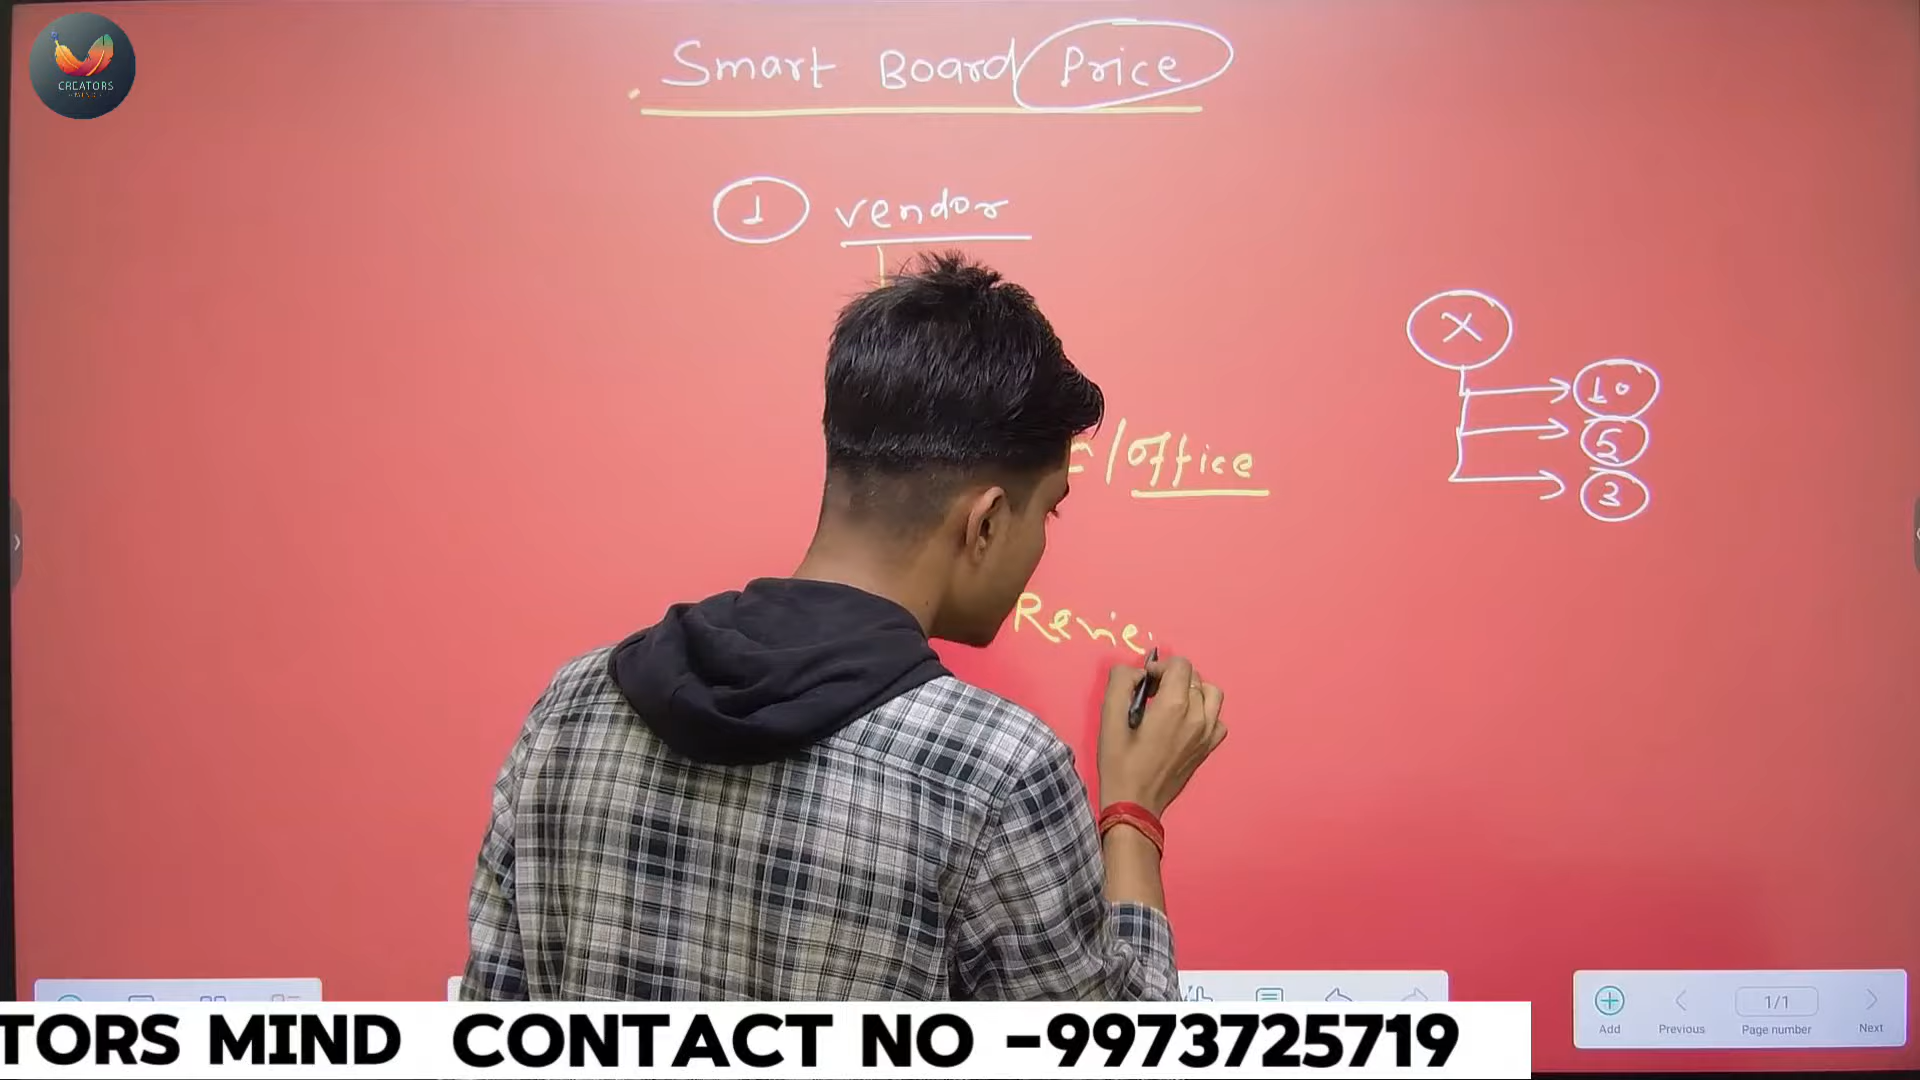 CREATORS
Smart Board Price
1 vendor
X
10
5
3
/Office
Revie
Add
Previous
1/1
Page number
Next
TORS MIND CONTACT NO -9973725719